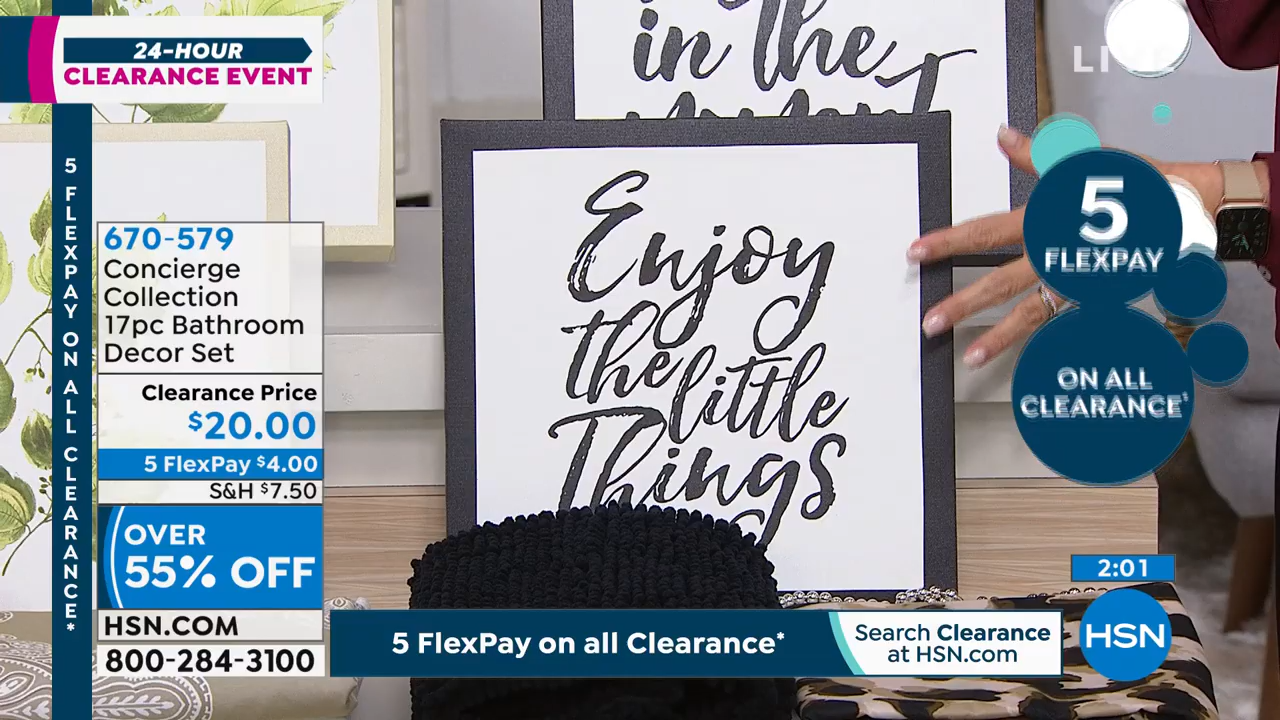 24-HOUR
CLEARANCE EVENT
5 FLEXPAY ON ALL CLEARANCE*
670-579
Concierge
Collection
17pc Bathroom
Decor Set
Clearance Price
$20.00
5 FlexPay $4.00
S&H $7.50
OVER
55% OFF
HSN.COM
800-284-3100
in the
Enjoy
the little
Things
LIVE
5
FLEXPAY
ON ALL
CLEARANCE
2:01
5 FlexPay on all Clearance*
Search Clearance
at HSN.com
HSN